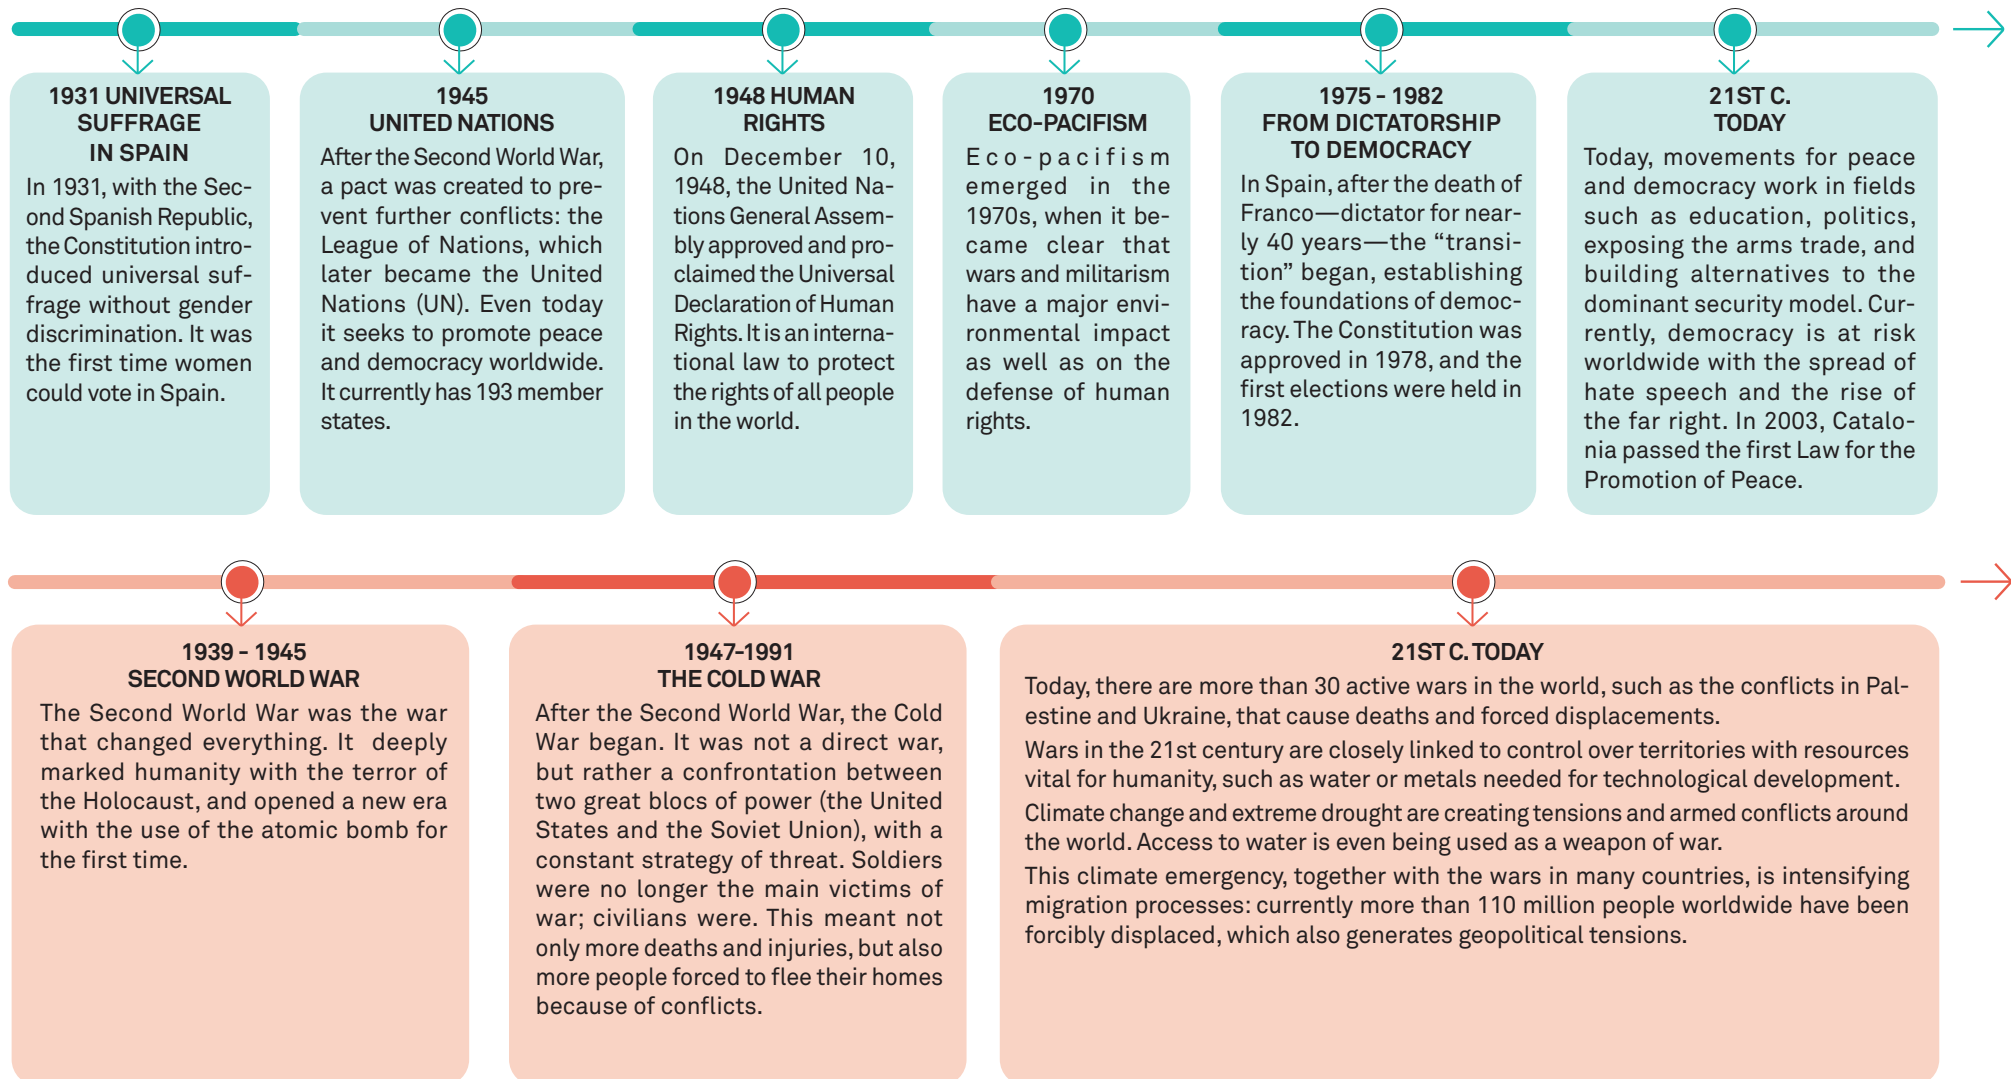 1931 UNIVERSAL
SUFFRAGE
IN SPAIN
In 1931, with the Sec-
ond Spanish Republic,
the Constitution intro-
duced universal suf-
frage without gender
discrimination. It was
the first time women
could vote in Spain.
1945
UNITED NATIONS
After the Second World War,
a pact was created to pre-
vent further conflicts: the
League of Nations, which
later became the United
Nations (UN). Even today
it seeks to promote peace
and democracy worldwide.
It currently has 193 member
states.
1948 HUMAN
RIGHTS
On December 10,
1948, the United Na-
tions General Assem-
bly approved and pro-
claimed the Universal
Declaration of Human
Rights. It is an interna-
tional law to protect
the rights of all people
in the world.
1970
ECO-PACIFISM
Eco-pacifism
emerged in the
1970s, when it be-
came clear that
wars and militarism
have a major envi-
ronmental impact
as well as on the
defense of human
rights.
1975 - 1982
FROM DICTATORSHIP
TO DEMOCRACY
In Spain, after the death of
Franco—dictator for near-
ly 40 years—the “transi-
tion” began, establishing
the foundations of democ-
racy. The Constitution was
approved in 1978, and the
first elections were held in
1982.
21ST C.
TODAY
Today, movements for peace
and democracy work in fields
such as education, politics,
exposing the arms trade, and
building alternatives to the
dominant security model. Cur-
rently, democracy is at risk
worldwide with the spread of
hate speech and the rise of
the far right. In 2003, Catalo-
nia passed the first Law for the
Promotion of Peace.
1939 - 1945
SECOND WORLD WAR
The Second World War was the war
that changed everything. It deeply
marked humanity with the terror of
the Holocaust, and opened a new era
with the use of the atomic bomb for
the first time.
1947-1991
THE COLD WAR
After the Second World War, the Cold
War began. It was not a direct war,
but rather a confrontation between
two great blocs of power (the United
States and the Soviet Union), with a
constant strategy of threat. Soldiers
were no longer the main victims of
war; civilians were. This meant not
only more deaths and injuries, but also
more people forced to flee their homes
because of conflicts.
21ST C. TODAY
Today, there are more than 30 active wars in the world, such as the conflicts in Pal-
estine and Ukraine, that cause deaths and forced displacements.
Wars in the 21st century are closely linked to control over territories with resources
vital for humanity, such as water or metals needed for technological development.
Climate change and extreme drought are creating tensions and armed conflicts around
the world. Access to water is even being used as a weapon of war.
This climate emergency, together with the wars in many countries, is intensifying
migration processes: currently more than 110 million people worldwide have been
forcibly displaced, which also generates geopolitical tensions.